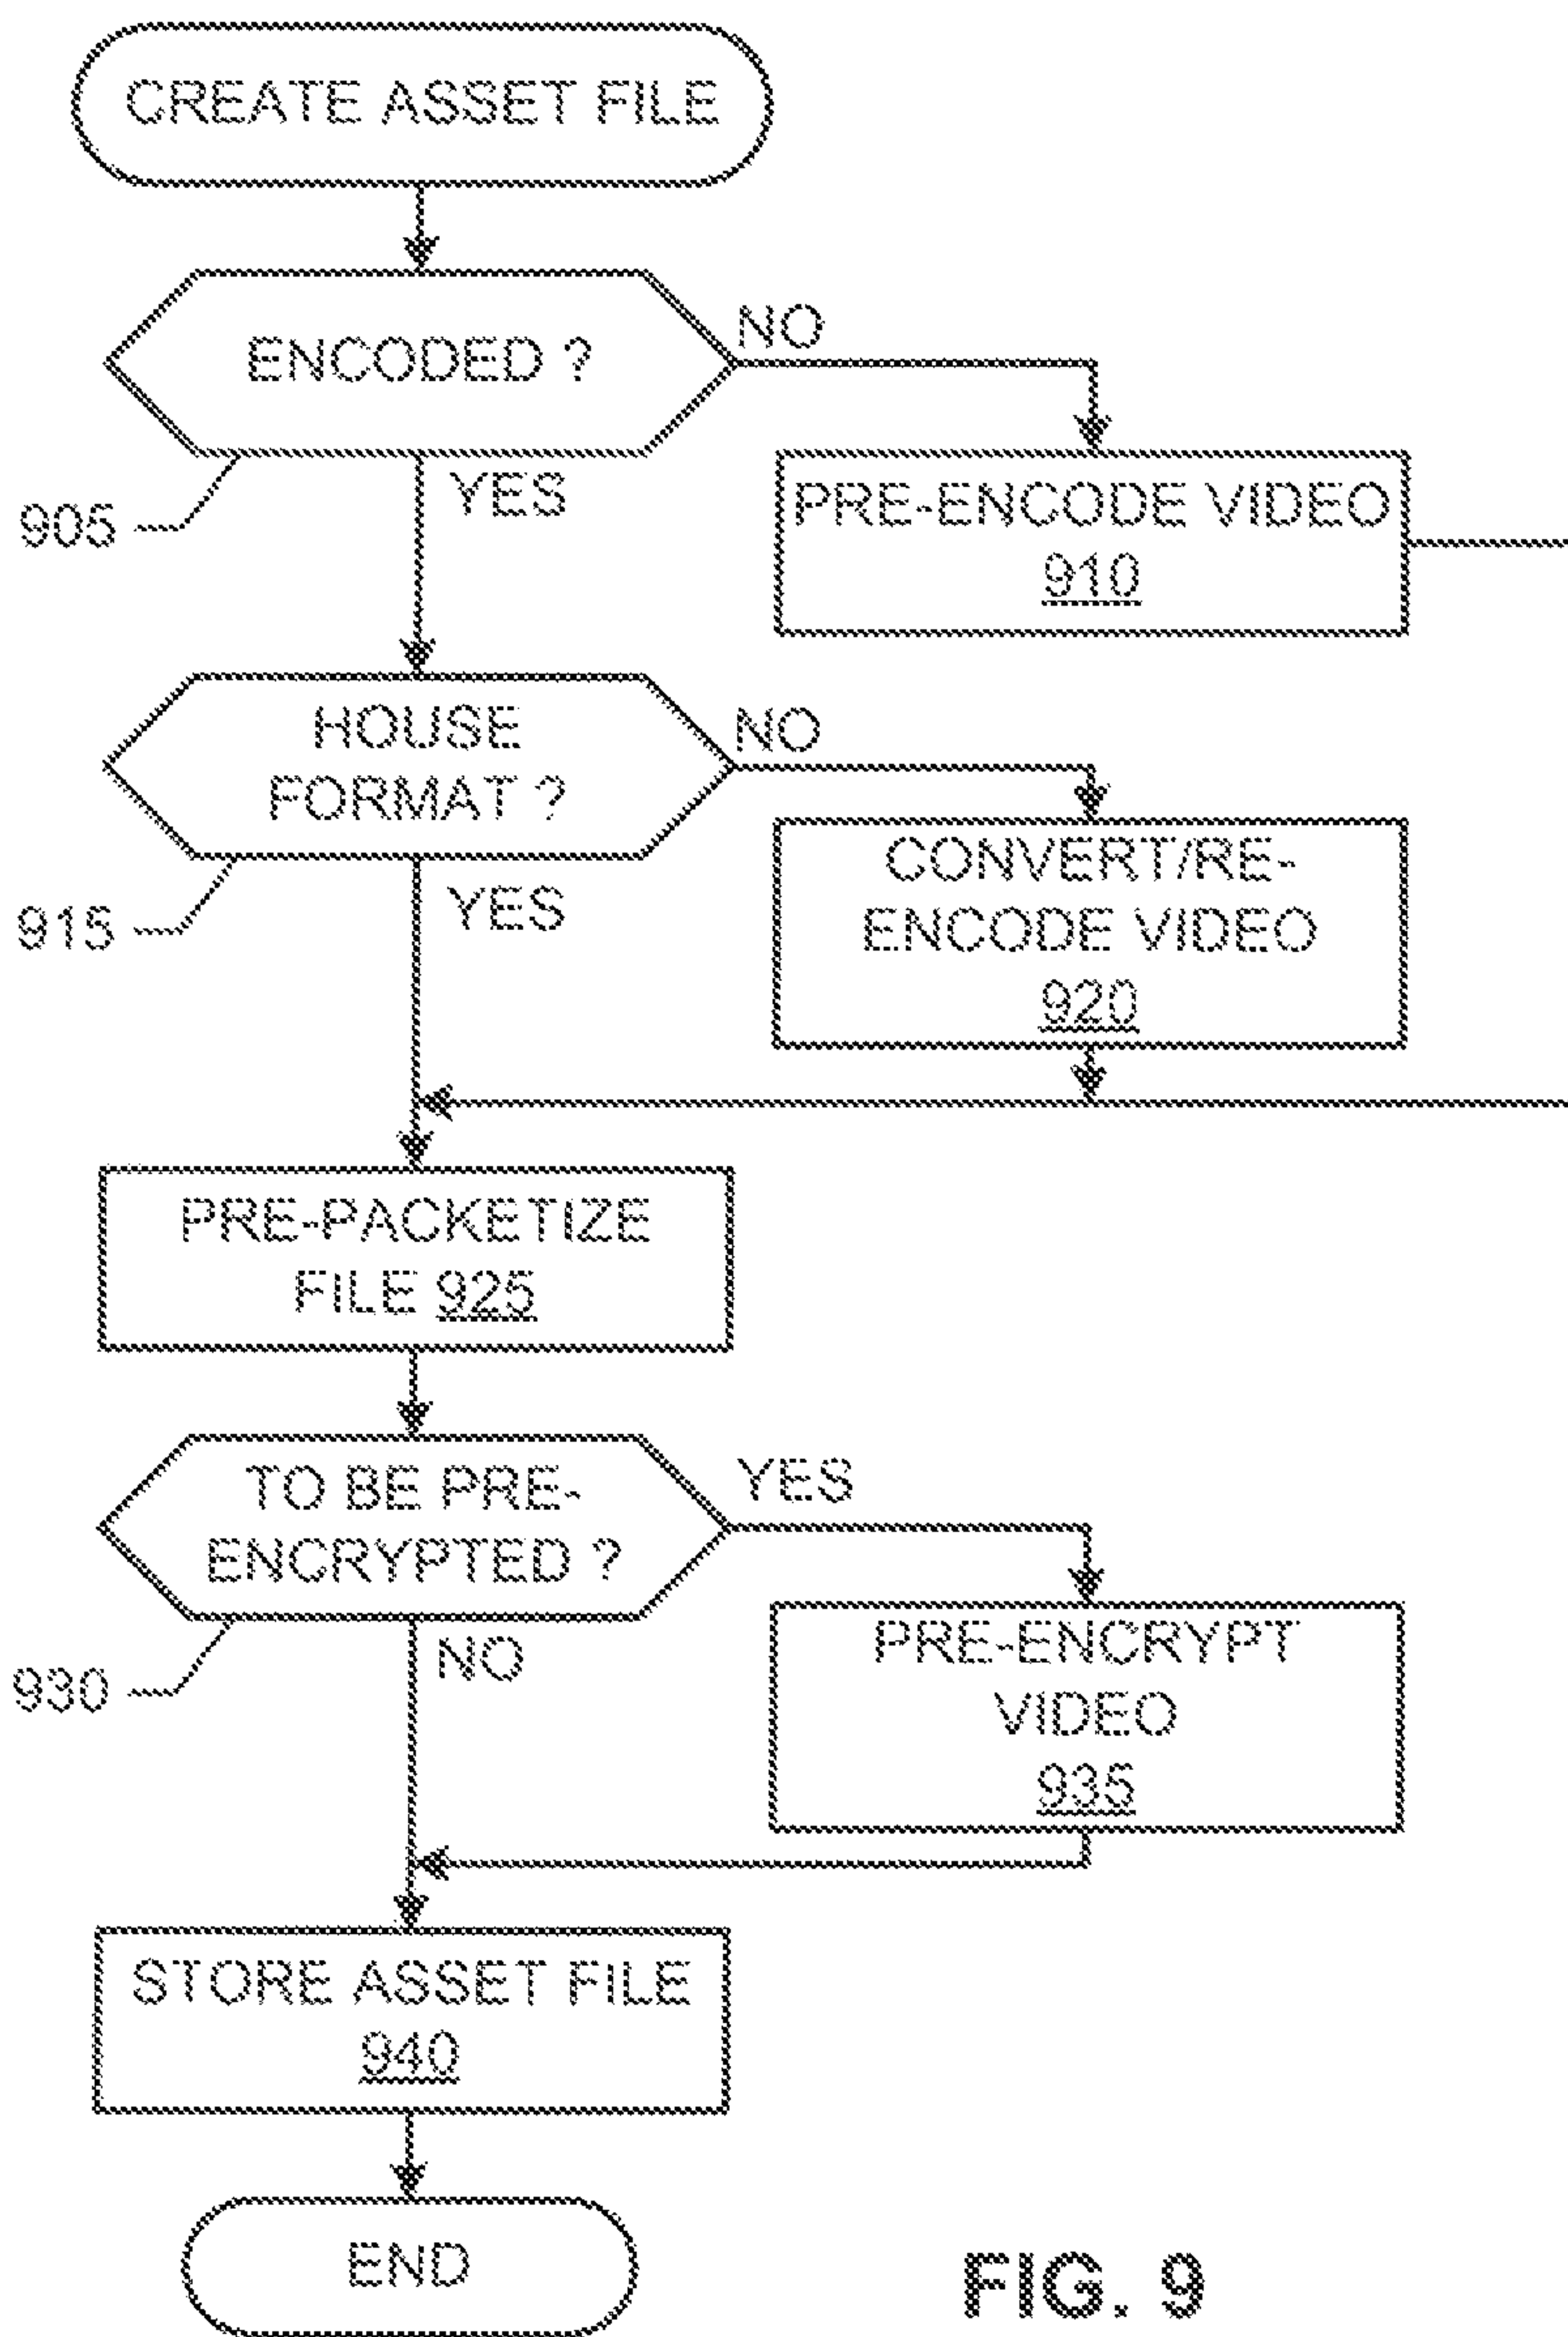 CREATE ASSET FILE
ENCODED ?
NO
905
YES
PRE-ENCODE VIDEO
910
HOUSE
FORMAT ?
NO
915
YES
CONVERT/RE-
ENCODE VIDEO
920
PRE-PACKETIZE
FILE 925
TO BE PRE-
ENCRYPTED ?
YES
930
NO
PRE-ENCRYPT
VIDEO
935
STORE ASSET FILE
940
END
FIG. 9